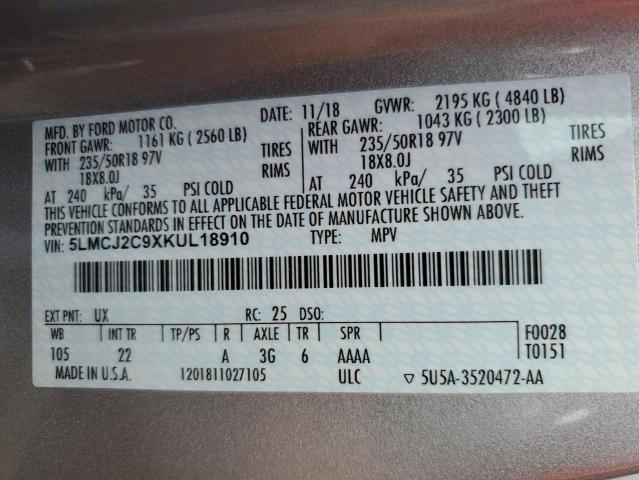 MFD. BY FORD MOTOR CO.
DATE: 11/18 GVWR: 2195 KG ( 4840 LB)
FRONT GAWR: 1161 KG ( 2560 LB)
REAR GAWR: 1043 KG ( 2300 LB)
WITH 235/50R18 97V TIRES
WITH 235/50R18 97V TIRES
18X8.0J RIMS
18X8.0J RIMS
AT 240 kPa/ 35 PSI COLD
AT 240 kPa/ 35 PSI COLD
THIS VEHICLE CONFORMS TO ALL APPLICABLE FEDERAL MOTOR VEHICLE SAFETY AND THEFT
PREVENTION STANDARDS IN EFFECT ON THE DATE OF MANUFACTURE SHOWN ABOVE.
VIN: 5LMCJ2C9XKUL18910 TYPE: MPV
EXT PNT: UX RC: 25 DSO:
WB INT TR TP/PS R AXLE TR SPR F0028
105 22 A 3G 6 AAAA T0151
MADE IN U.S.A. 1201811027105 ULC ▽ 5U5A-3520472-AA